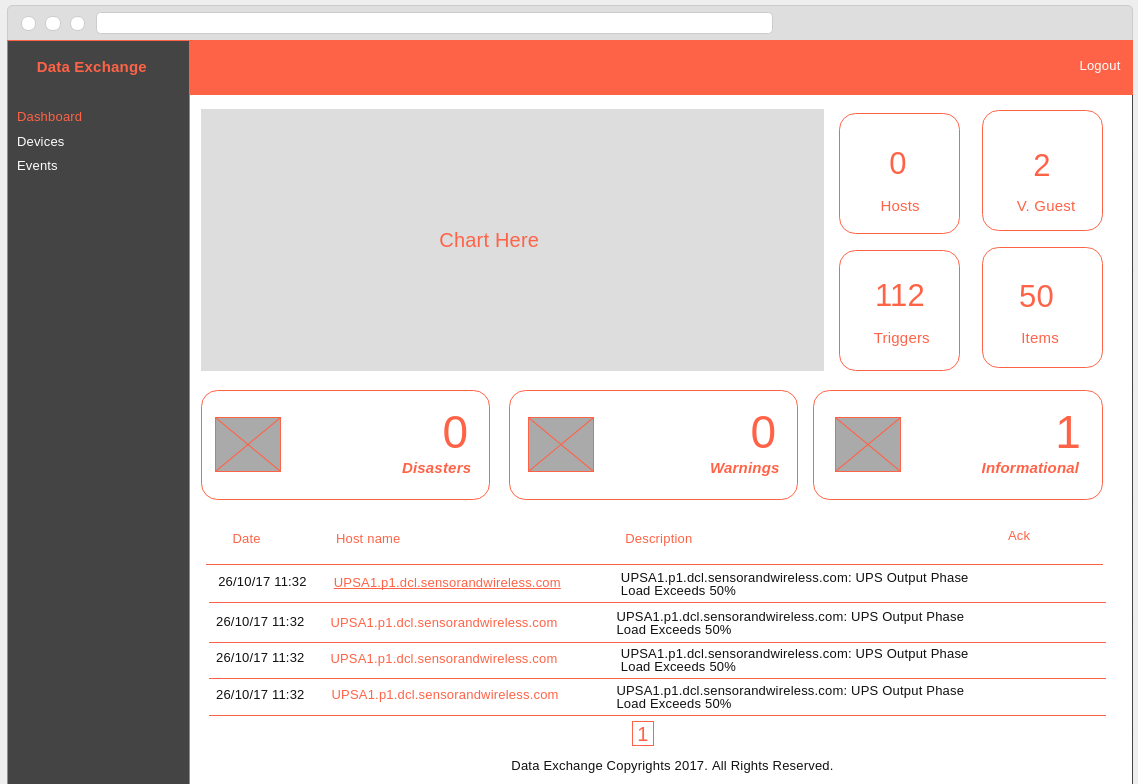 Data Exchange
Logout
Dashboard
Devices
Events
Chart Here
0
Hosts
2
V. Guest
112
Triggers
50
Items
0
Disasters
0
Warnings
1
Informational
Date Host name Description Ack
26/10/17 11:32 UPSA1.p1.dcl.sensorandwireless.com UPSA1.p1.dcl.sensorandwireless.com: UPS Output Phase
Load Exceeds 50%
26/10/17 11:32 UPSA1.p1.dcl.sensorandwireless.com UPSA1.p1.dcl.sensorandwireless.com: UPS Output Phase
Load Exceeds 50%
26/10/17 11:32 UPSA1.p1.dcl.sensorandwireless.com UPSA1.p1.dcl.sensorandwireless.com: UPS Output Phase
Load Exceeds 50%
26/10/17 11:32 UPSA1.p1.dcl.sensorandwireless.com UPSA1.p1.dcl.sensorandwireless.com: UPS Output Phase
Load Exceeds 50%
1
Data Exchange Copyrights 2017. All Rights Reserved.